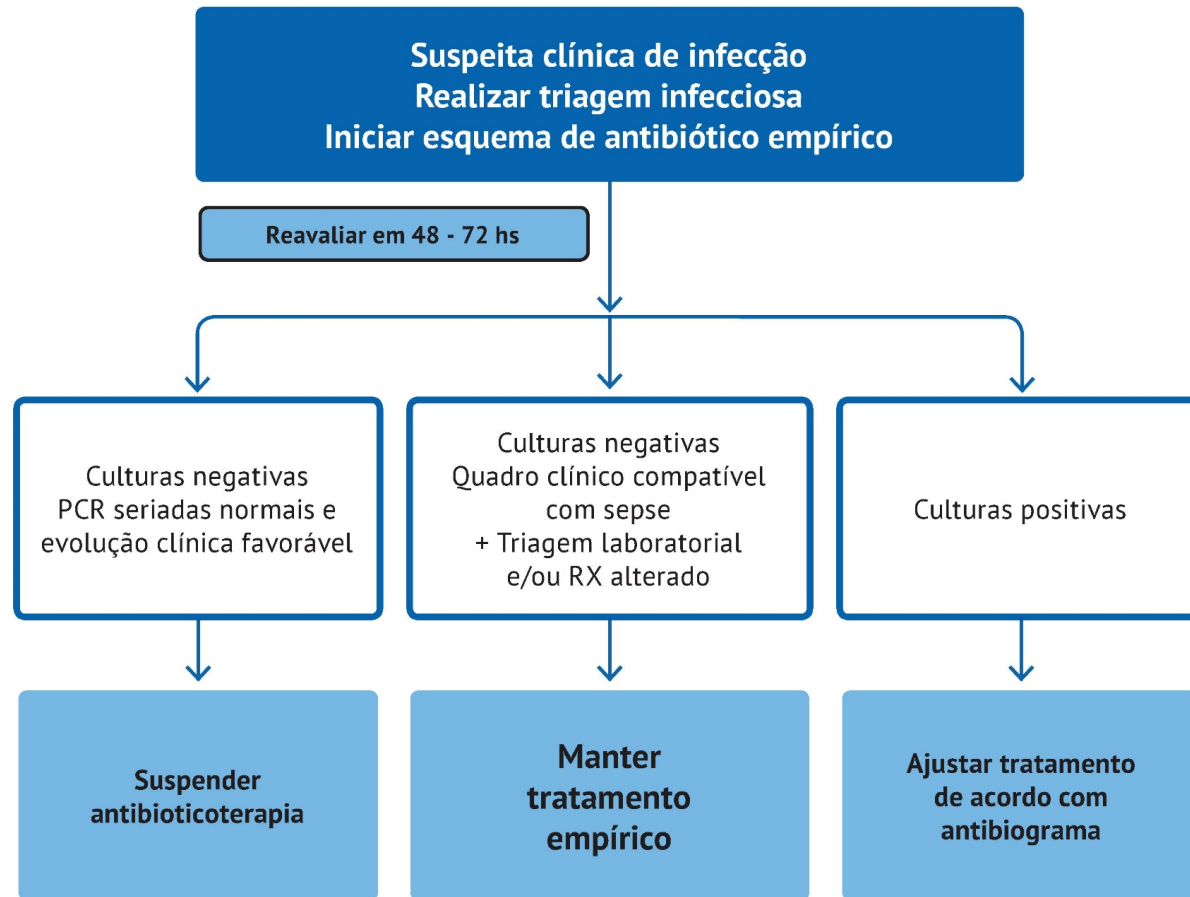 Suspeita clínica de infecção
Realizar triagem infecciosa
Iniciar esquema de antibiótico empírico
Reavaliar em 48 - 72 hs
Culturas negativas
PCR seriadas normais e
evolução clínica favorável
Culturas negativas
Quadro clínico compatível
com sepse
+ Triagem laboratorial
e/ou RX alterado
Culturas positivas
Suspender
antibioticoterapia
Manter
tratamento
empírico
Ajustar tratamento
de acordo com
antibiograma